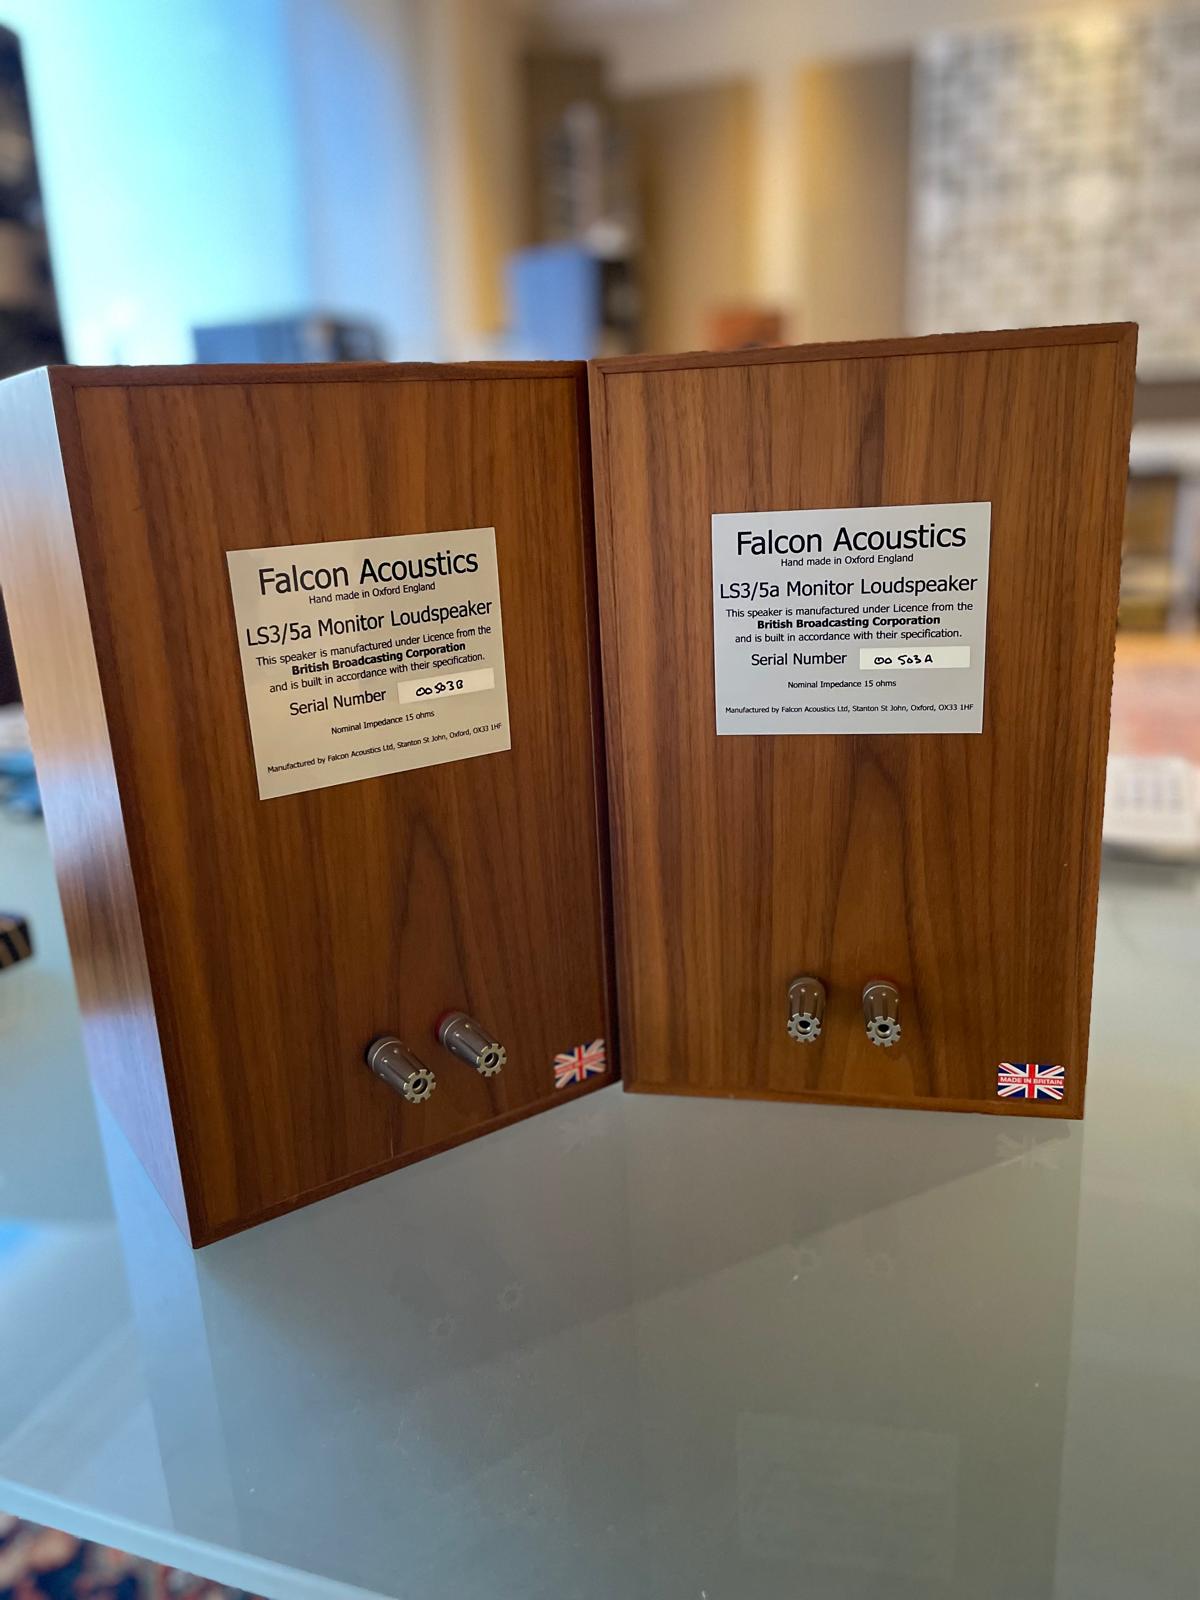 Falcon Acoustics
Hand made in Oxford England
LS3/5a Monitor Loudspeaker
This speaker is manufactured under Licence from the
British Broadcasting Corporation
and is built in accordance with their specification.
Serial Number 00 503B
Nominal Impedance 15 ohms
Manufactured by Falcon Acoustics Ltd, Stanton St John, Oxford, OX33 1HF
Falcon Acoustics
Hand made in Oxford England
LS3/5a Monitor Loudspeaker
This speaker is manufactured under Licence from the
British Broadcasting Corporation
and is built in accordance with their specification.
Serial Number 00 503A
Nominal Impedance 15 ohms
Manufactured by Falcon Acoustics Ltd, Stanton St John, Oxford, OX33 1HF
MADE IN BRITAIN